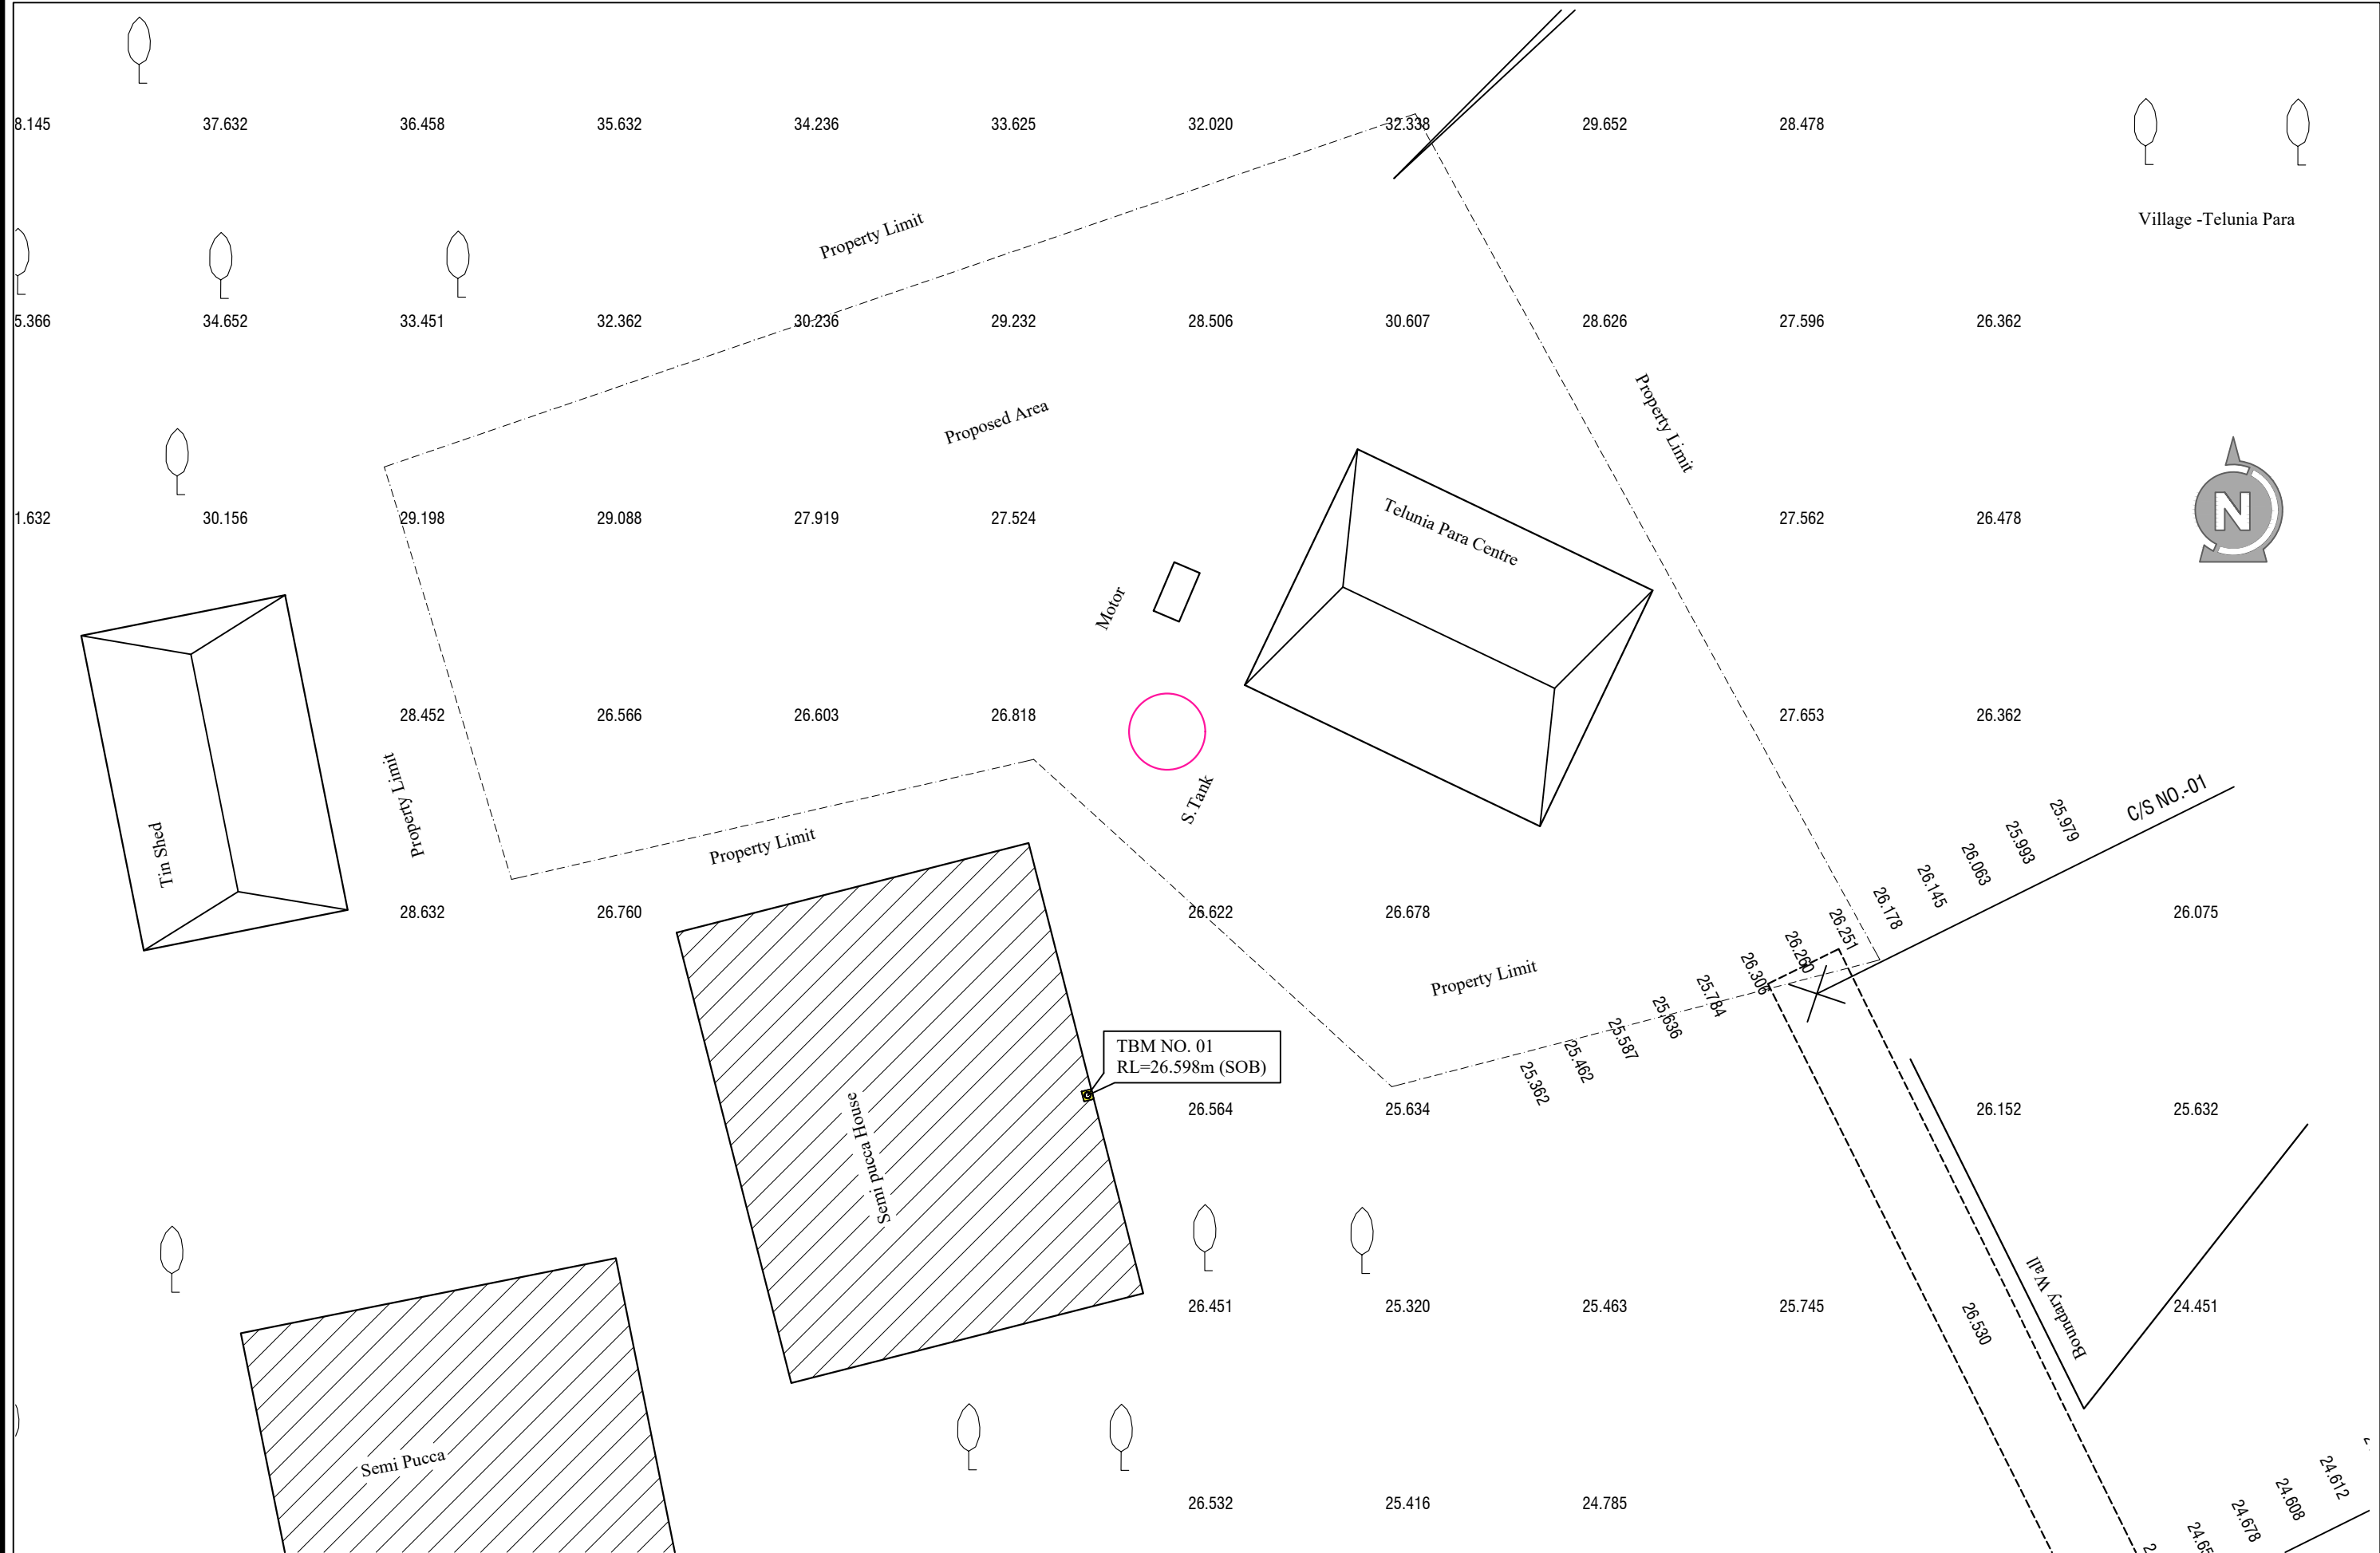 8.145 37.632 36.458 35.632 34.236 33.625 32.020 32.338 29.652 28.478
Village -Telunia Para
Property Limit
5.366 34.652 33.451 32.362 30.236 29.232 28.506 30.607 28.626 27.596 26.362
Proposed Area
Property Limit
N
1.632 30.156 29.198 29.088 27.919 27.524 27.562 26.478
Telunia Para Centre
Motor
28.452 26.566 26.603 26.818 27.653 26.362
Tin Shed
Property Limit
Property Limit
S.Tank
C/S NO.-01
25.979
25.993
26.063
26.145
26.178
26.251
26.260
26.306
25.784
25.636
25.587
25.462
25.362
28.632 26.760 26.622 26.678 26.075
Property Limit
TBM NO. 01
RL=26.598m (SOB)
26.564 25.634 26.152 25.632
Semi pucca House
26.451 25.320 25.463 25.745 24.451
26.530
Boundary Wall
Semi Pucca
26.532 25.416 24.785
24.612
24.608
24.678